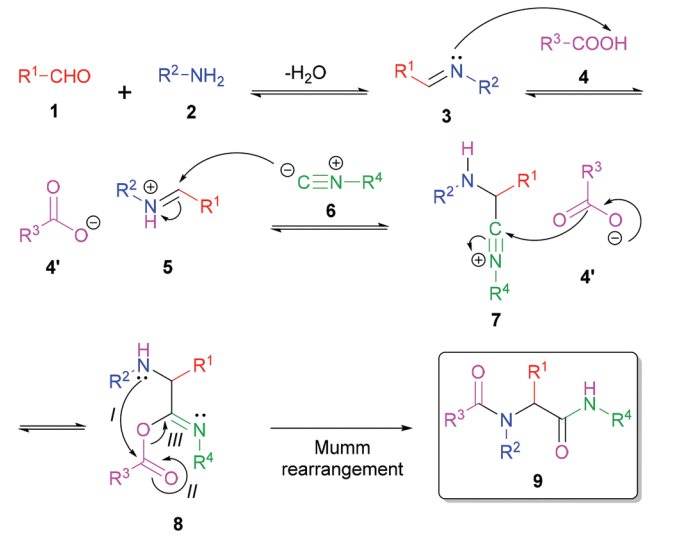 R¹–CHO
1
+
R²–NH₂
2
-H₂O
R¹
N
R²
3
R³–COOH
4
O
R³
O
⊖
4'
R²
⊕
N
H
R¹
5
⊖
C≡N–R⁴
⊕
6
H
N
R²
R¹
C
N
⊕
R⁴
7
R³
O
O
⊖
4'
H
N
R²
R¹
I
O
III
N
R⁴
R³
O
II
8
Mumm
rearrangement
O
R³
N
R²
R¹
H
N
R⁴
O
9